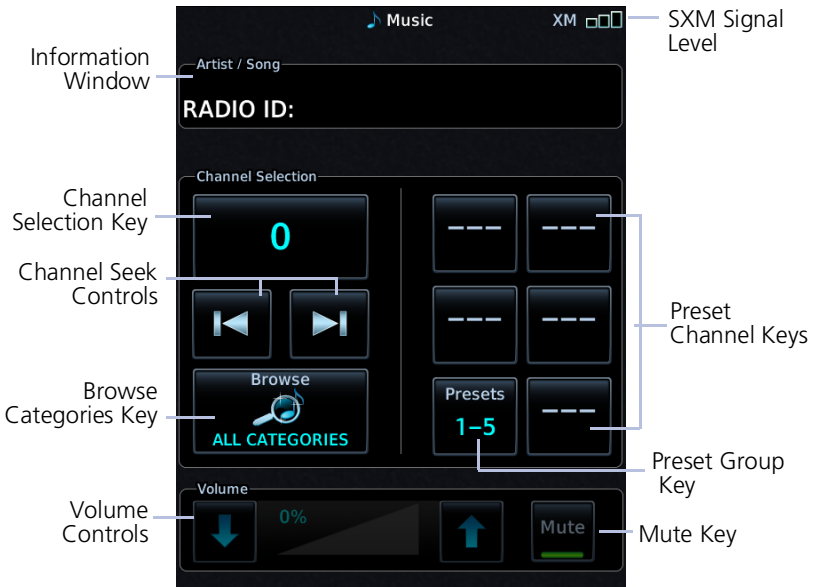 Music
XM
SXM Signal
Level
Information
Window
Artist / Song
RADIO ID:
Channel Selection
Channel
Selection Key
0
Channel Seek
Controls
---
---
---
---
Preset
Channel Keys
Browse
ALL CATEGORIES
Browse
Categories Key
Presets
1–5
---
Preset Group
Key
Volume
Volume
Controls
0%
Mute
Mute Key